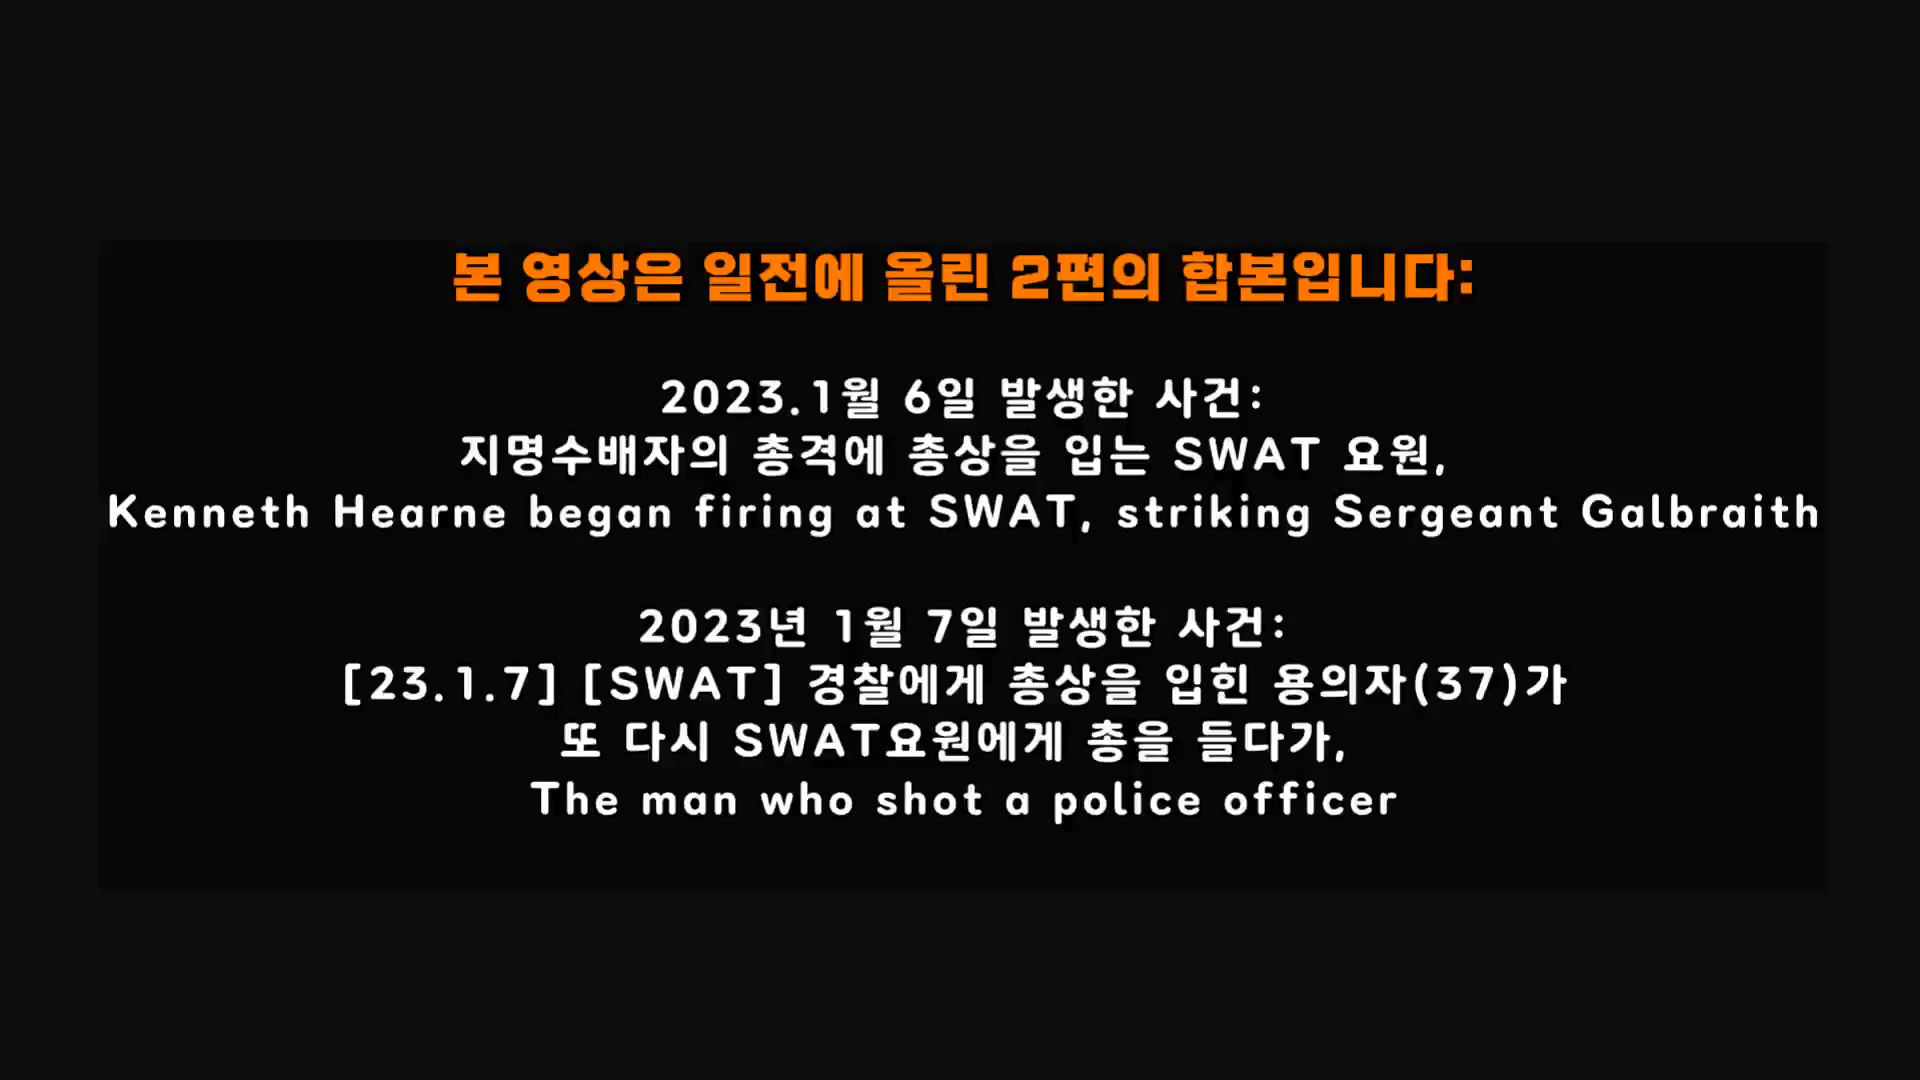 본 영상은 일전에 올린 2편의 합본입니다:
2023.1월 6일 발생한 사건:
지명수배자의 총격에 총상을 입는 SWAT 요원,
Kenneth Hearne began firing at SWAT, striking Sergeant Galbraith
2023년 1월 7일 발생한 사건:
[23.1.7] [SWAT] 경찰에게 총상을 입힌 용의자(37)가
또 다시 SWAT요원에게 총을 들다가,
The man who shot a police officer